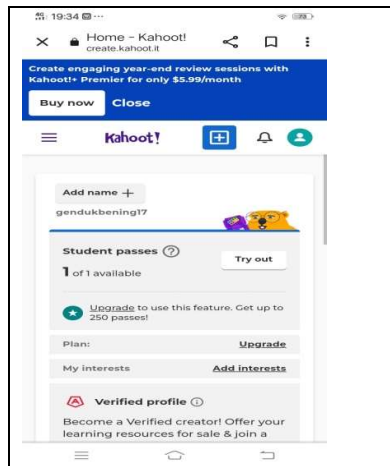 19:34
Home - Kahoot!
create.kahoot.it
Create engaging year-end review sessions with
Kahoot!+ Premier for only $5.99/month
Buy now Close
Kahoot!
Add name +
gendukbening17
Student passes ?
1 of 1 available
Try out
Upgrade to use this feature. Get up to
250 passes!
Plan: Upgrade
My interests Add interests
Verified profile
Become a Verified creator! Offer your
learning resources for sale & join a